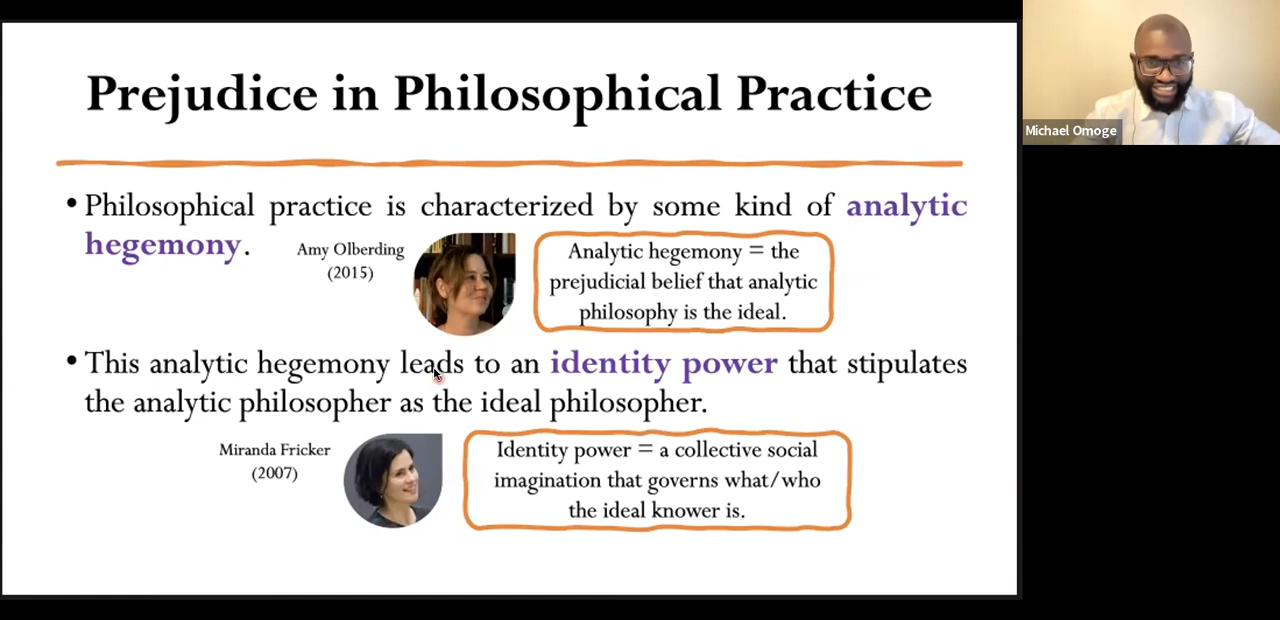 Prejudice in Philosophical Practice
Michael Omoge
• Philosophical practice is characterized by some kind of analytic
hegemony.
Amy Olberding
(2015)
Analytic hegemony = the
prejudicial belief that analytic
philosophy is the ideal.
• This analytic hegemony leads to an identity power that stipulates
the analytic philosopher as the ideal philosopher.
Miranda Fricker
(2007)
Identity power = a collective social
imagination that governs what/who
the ideal knower is.